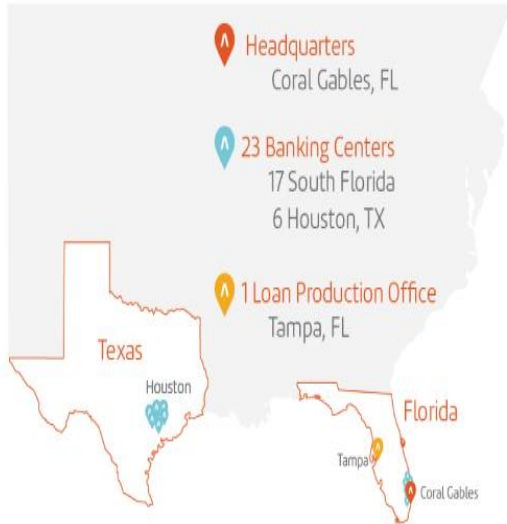 Headquarters
Coral Gables, FL
23 Banking Centers
17 South Florida
6 Houston, TX
1 Loan Production Office
Tampa, FL
Texas
Houston
Florida
Tampa
Coral Gables